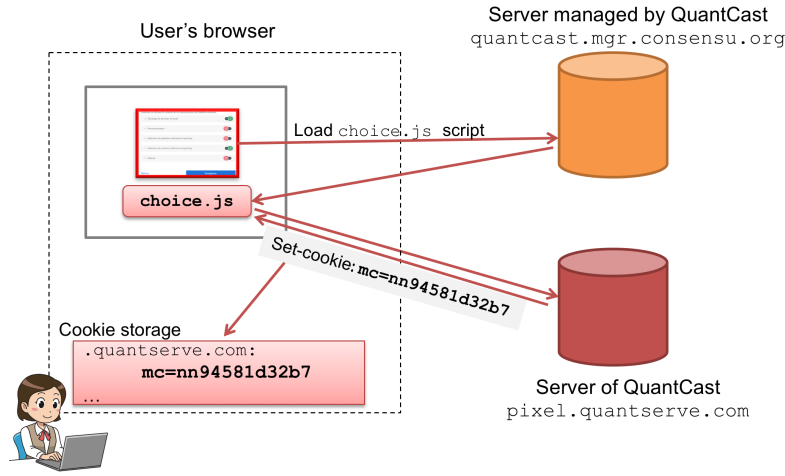 User's browser
Server managed by QuantCast
quantcast.mgr.consensu.org
Load choice.js script
choice.js
Set-cookie: mc=nn94581d32b7
Cookie storage
.quantserve.com:
mc=nn94581d32b7
...
Server of QuantCast
pixel.quantserve.com